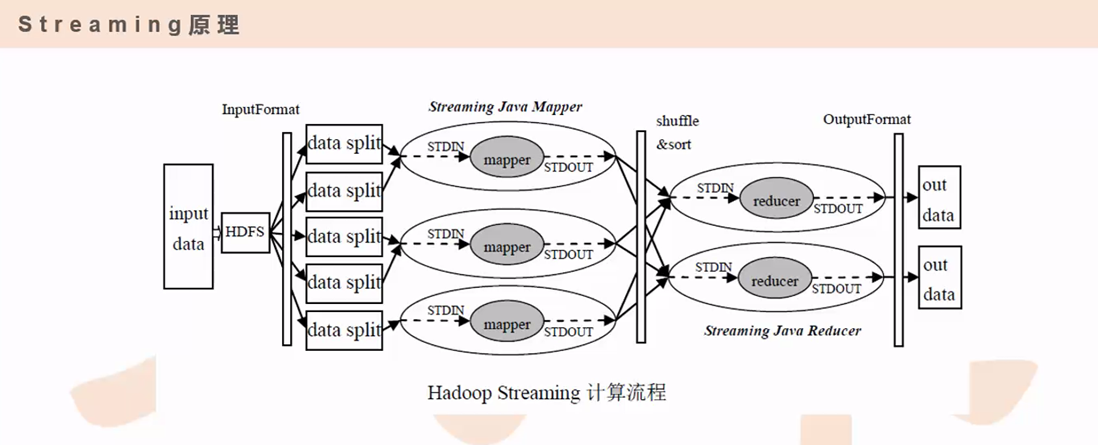 Streaming原理
InputFormat
Streaming Java Mapper
shuffle
&sort
OutputFormat
input
data
HDFS
data split
data split
data split
data split
data split
STDIN
mapper
STDOUT
STDIN
mapper
STDOUT
STDIN
mapper
STDOUT
STDIN
reducer
STDOUT
STDIN
reducer
STDOUT
out
data
out
data
Streaming Java Reducer
Hadoop Streaming 计算流程